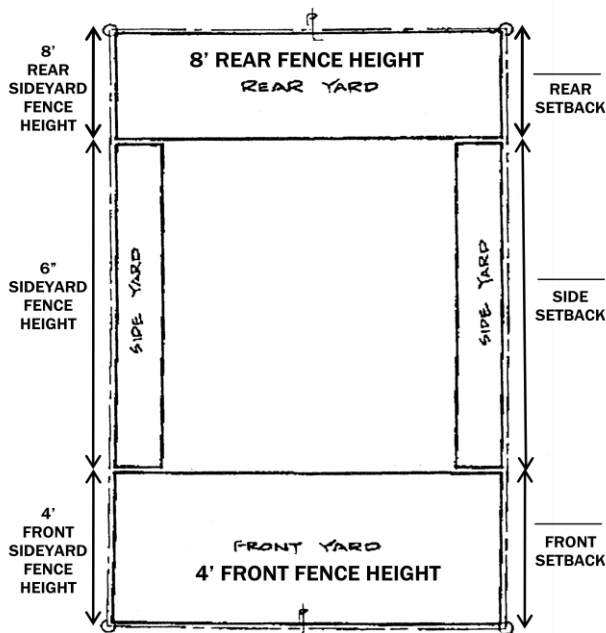 P
8' REAR FENCE HEIGHT
REAR YARD
8'
REAR
SIDEYARD
FENCE
HEIGHT
REAR
SETBACK
6"
SIDEYARD
FENCE
HEIGHT
SIDE YARD
SIDE YARD
SIDE
SETBACK
4'
FRONT
SIDEYARD
FENCE
HEIGHT
FRONT YARD
4' FRONT FENCE HEIGHT
FRONT
SETBACK
P